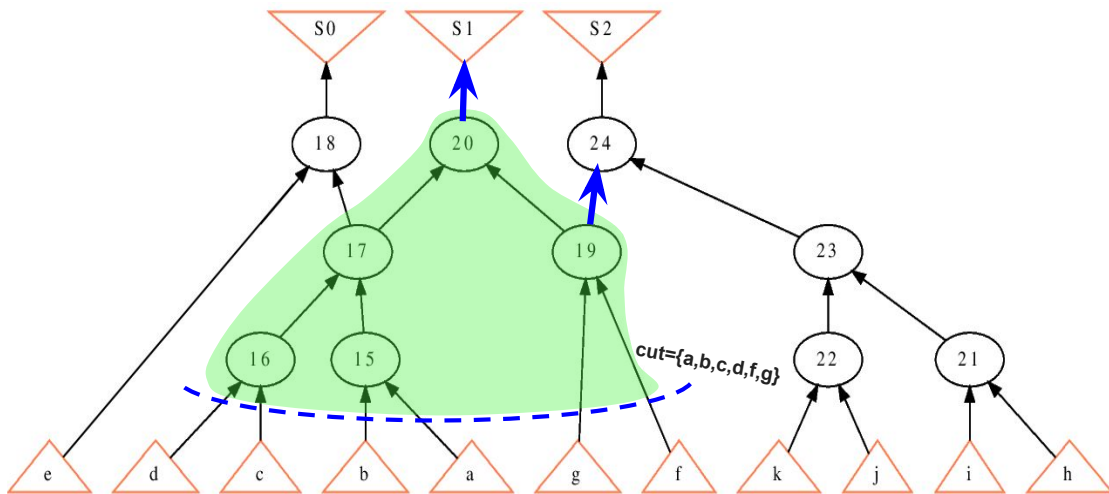 S0 S1 S2
18 20 24
17 19 23
16 15 22 21
cut={a,b,c,d,f,g}
e d c b a g f k j i h